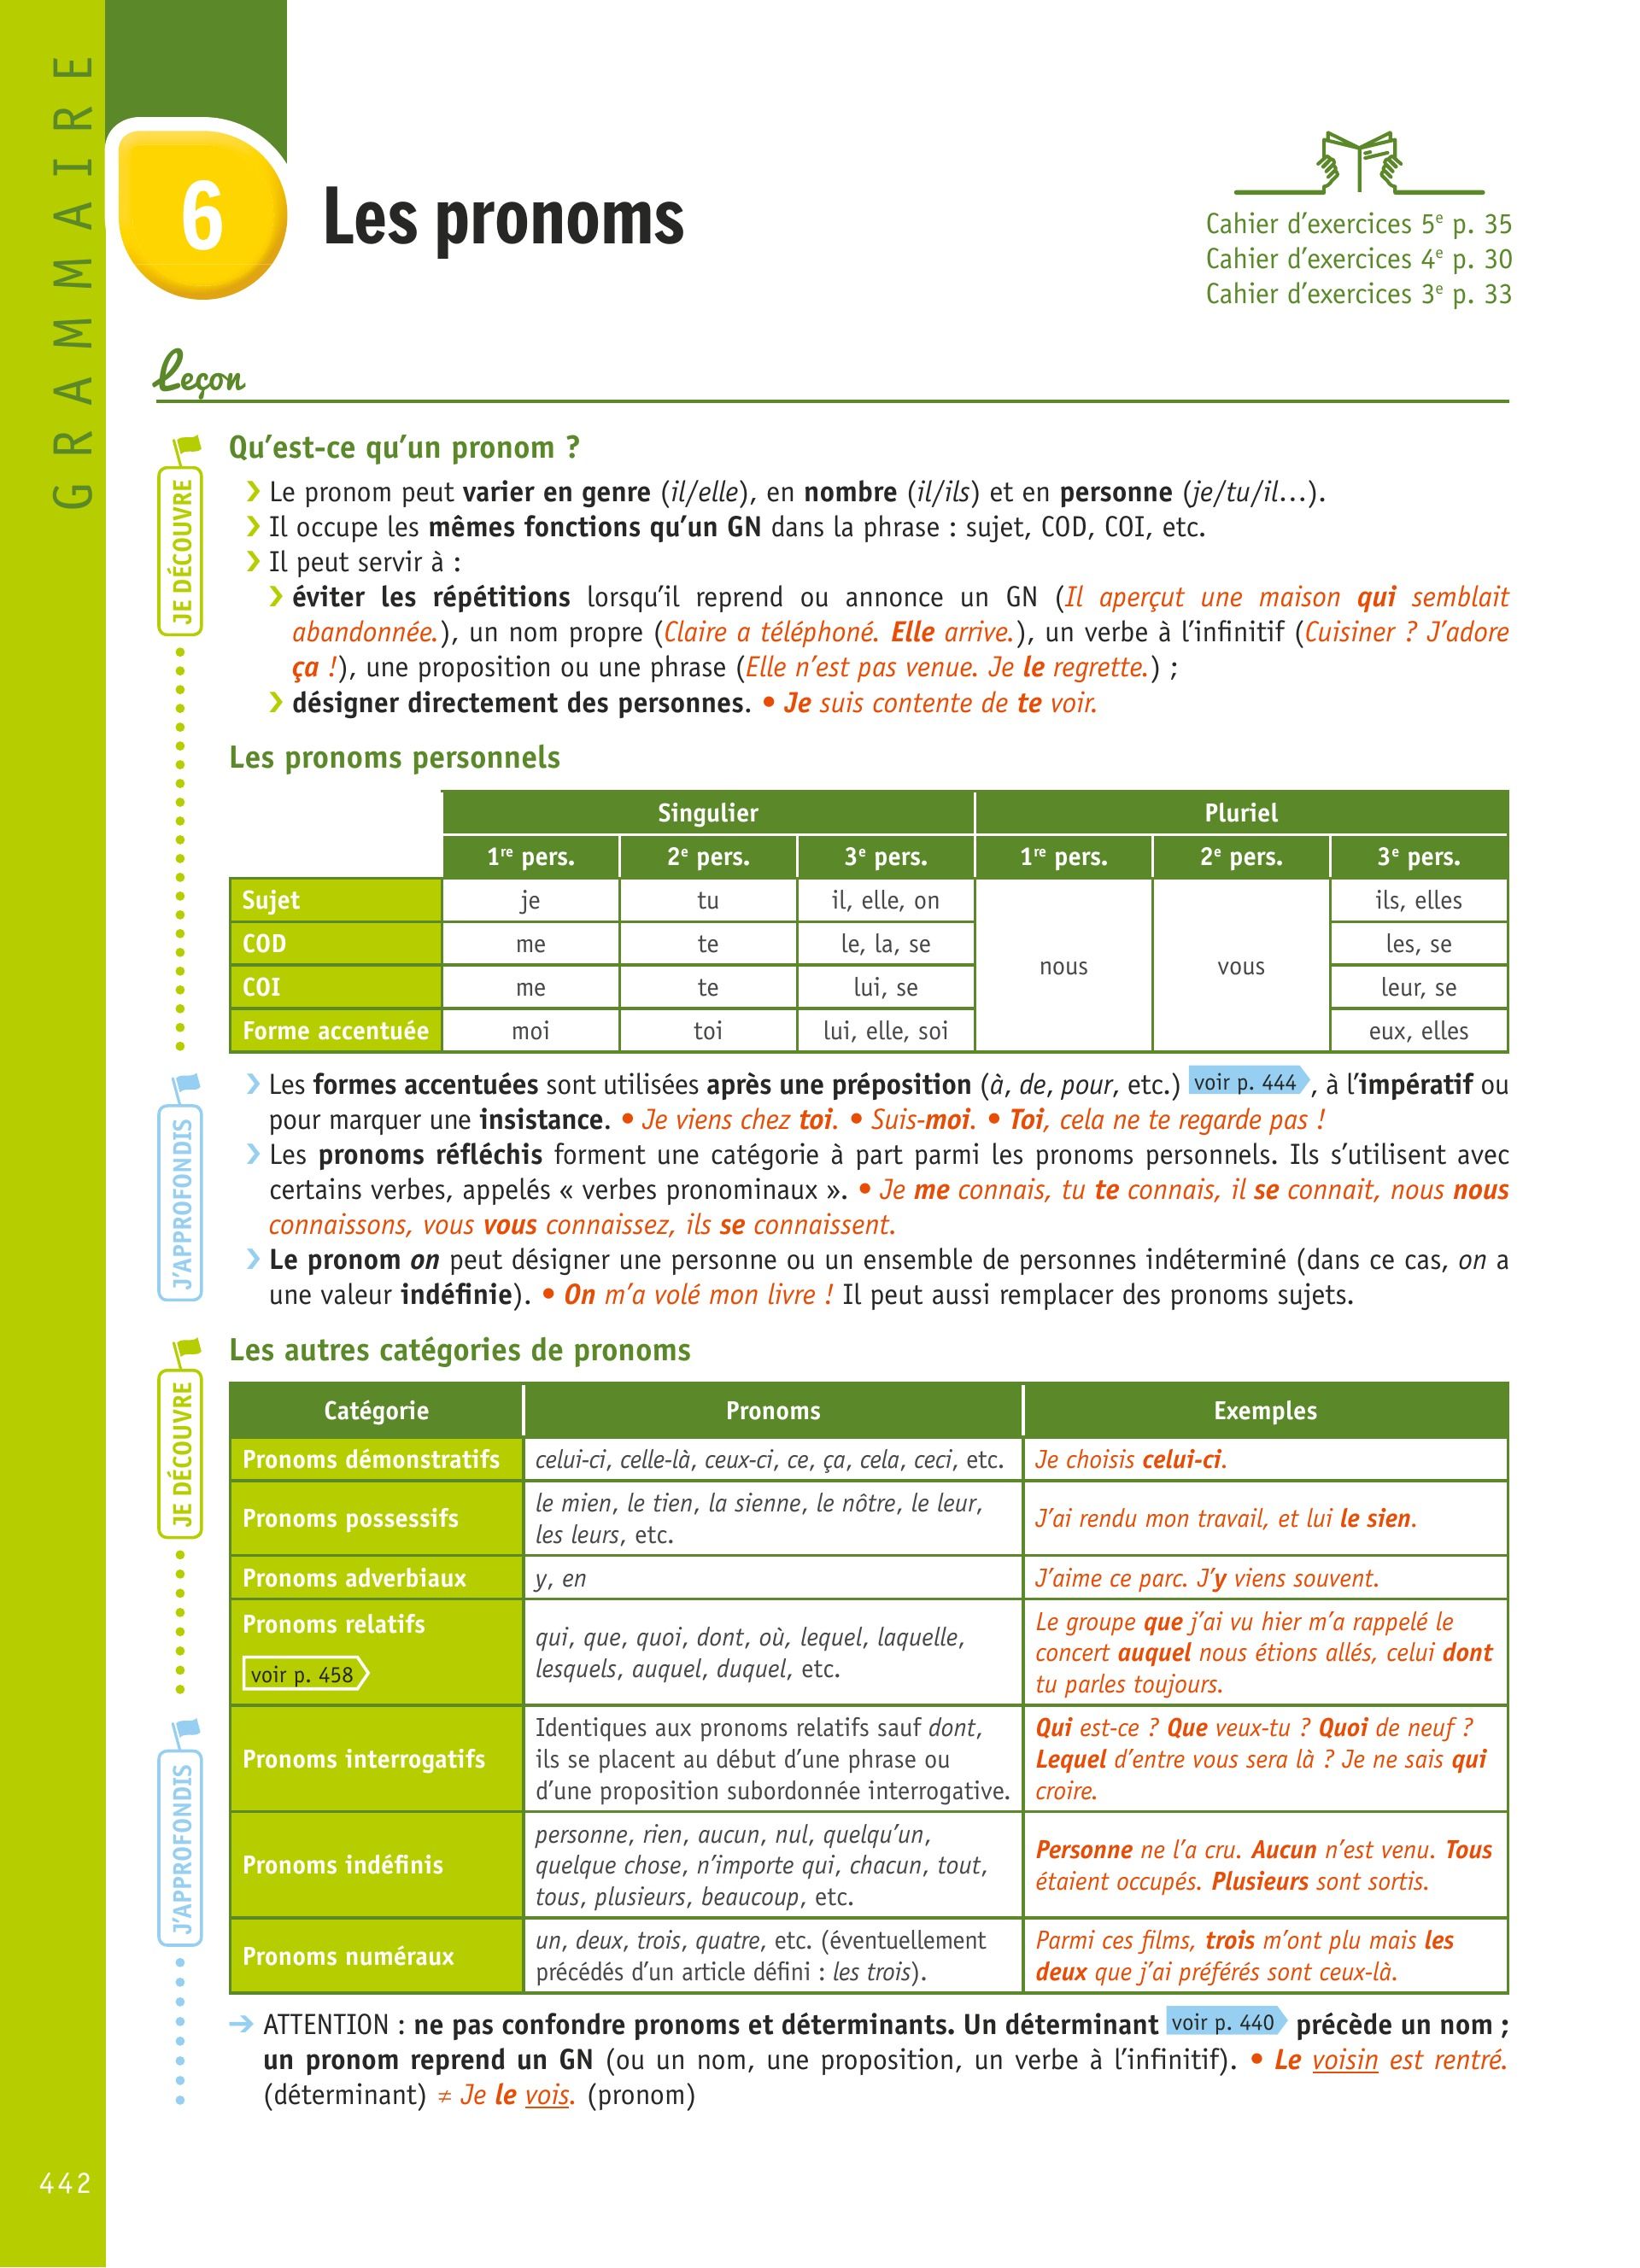 GRAMMAIRE
6
Les pronoms
Cahier d'exercices 5e p. 35
Cahier d'exercices 4e p. 30
Cahier d'exercices 3e p. 33
Leçon
JE DÉCOUVRE
Qu'est-ce qu'un pronom ?
❯ Le pronom peut varier en genre (il/elle), en nombre (il/ils) et en personne (je/tu/il…).
❯ Il occupe les mêmes fonctions qu'un GN dans la phrase : sujet, COD, COI, etc.
❯ Il peut servir à :
❯ éviter les répétitions lorsqu'il reprend ou annonce un GN (Il aperçut une maison qui semblait
abandonnée.), un nom propre (Claire a téléphoné. Elle arrive.), un verbe à l'infinitif (Cuisiner ? J'adore
ça !), une proposition ou une phrase (Elle n'est pas venue. Je le regrette.) ;
❯ désigner directement des personnes. • Je suis contente de te voir.
Les pronoms personnels
Singulier Pluriel
1re pers. 2e pers. 3e pers. 1re pers. 2e pers. 3e pers.
Sujet je tu il, elle, on ils, elles
COD me te le, la, se les, se
nous vous
COI me te lui, se leur, se
Forme accentuée moi toi lui, elle, soi eux, elles
J'APPROFONDIS
❯ Les formes accentuées sont utilisées après une préposition (à, de, pour, etc.) voir p. 444 , à l'impératif ou
pour marquer une insistance. • Je viens chez toi. • Suis-moi. • Toi, cela ne te regarde pas !
❯ Les pronoms réfléchis forment une catégorie à part parmi les pronoms personnels. Ils s'utilisent avec
certains verbes, appelés « verbes pronominaux ». • Je me connais, tu te connais, il se connait, nous nous
connaissons, vous vous connaissez, ils se connaissent.
❯ Le pronom on peut désigner une personne ou un ensemble de personnes indéterminé (dans ce cas, on a
une valeur indéfinie). • On m'a volé mon livre ! Il peut aussi remplacer des pronoms sujets.
JE DÉCOUVRE
Les autres catégories de pronoms
Catégorie Pronoms Exemples
Pronoms démonstratifs celui-ci, celle-là, ceux-ci, ce, ça, cela, ceci, etc. Je choisis celui-ci.
Pronoms possessifs
le mien, le tien, la sienne, le nôtre, le leur,
les leurs, etc.
J'ai rendu mon travail, et lui le sien.
Pronoms adverbiaux y, en J'aime ce parc. J'y viens souvent.
Pronoms relatifs
voir p. 458
qui, que, quoi, dont, où, lequel, laquelle,
lesquels, auquel, duquel, etc.
Le groupe que j'ai vu hier m'a rappelé le
concert auquel nous étions allés, celui dont
tu parles toujours.
J'APPROFONDIS
Pronoms interrogatifs
Identiques aux pronoms relatifs sauf dont,
ils se placent au début d'une phrase ou
d'une proposition subordonnée interrogative.
Qui est-ce ? Que veux-tu ? Quoi de neuf ?
Lequel d'entre vous sera là ? Je ne sais qui
croire.
Pronoms indéfinis
personne, rien, aucun, nul, quelqu'un,
quelque chose, n'importe qui, chacun, tout,
tous, plusieurs, beaucoup, etc.
Personne ne l'a cru. Aucun n'est venu. Tous
étaient occupés. Plusieurs sont sortis.
Pronoms numéraux
un, deux, trois, quatre, etc. (éventuellement
précédés d'un article défini : les trois).
Parmi ces films, trois m'ont plu mais les
deux que j'ai préférés sont ceux-là.
➔ ATTENTION : ne pas confondre pronoms et déterminants. Un déterminant voir p. 440 précède un nom ;
un pronom reprend un GN (ou un nom, une proposition, un verbe à l'infinitif). • Le voisin est rentré.
(déterminant) ≠ Je le vois. (pronom)
442